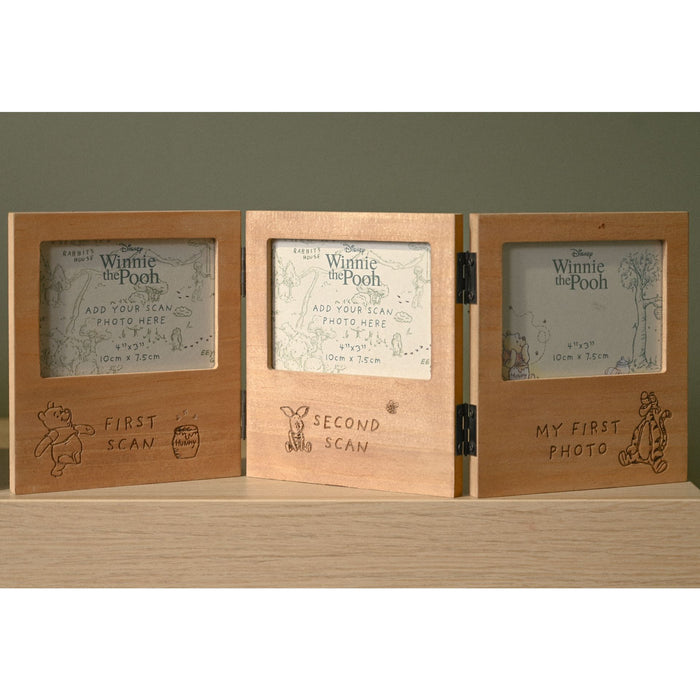 RABBIT'S
HOUSE
Disney
Winnie
the Pooh
ADD YOUR SCAN
PHOTO HERE
4"x3"
10cm x 7.5cm
FIRST
SCAN
Hunny
RABBIT'S
HOUSE
Disney
Winnie
the Pooh
ADD YOUR SCAN
PHOTO HERE
4"x3"
10cm x 7.5cm
SECOND
SCAN
Disney
Winnie
the Pooh
4"x3"
10cm x 7.5cm
MY FIRST
PHOTO